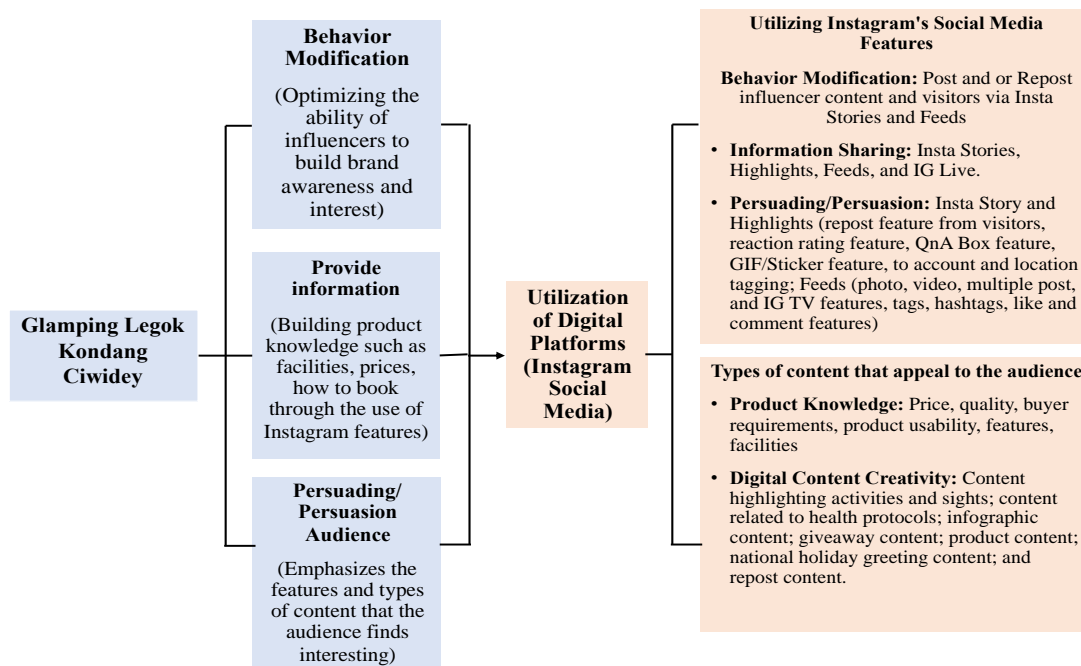 Glamping Legok
Kondang
Ciwidey
Behavior
Modification
(Optimizing the
ability of
influencers to
build brand
awareness and
interest)
Provide
information
(Building product
knowledge such as
facilities, prices,
how to book
through the use of
Instagram features)
Persuading/
Persuasion
Audience
(Emphasizes the
features and types
of content that the
audience finds
interesting)
Utilization
of Digital
Platforms
(Instagram
Social
Media)
Utilizing Instagram's Social Media
Features
Behavior Modification: Post and or Repost
influencer content and visitors via Insta
Stories and Feeds
• Information Sharing: Insta Stories,
Highlights, Feeds, and IG Live.
• Persuading/Persuasion: Insta Story and
Highlights (repost feature from visitors,
reaction rating feature, QnA Box feature,
GIF/Sticker feature, to account and location
tagging; Feeds (photo, video, multiple post,
and IG TV features, tags, hashtags, like and
comment features)
Types of content that appeal to the audience
• Product Knowledge: Price, quality, buyer
requirements, product usability, features,
facilities
• Digital Content Creativity: Content
highlighting activities and sights; content
related to health protocols; infographic
content; giveaway content; product content;
national holiday greeting content; and
repost content.